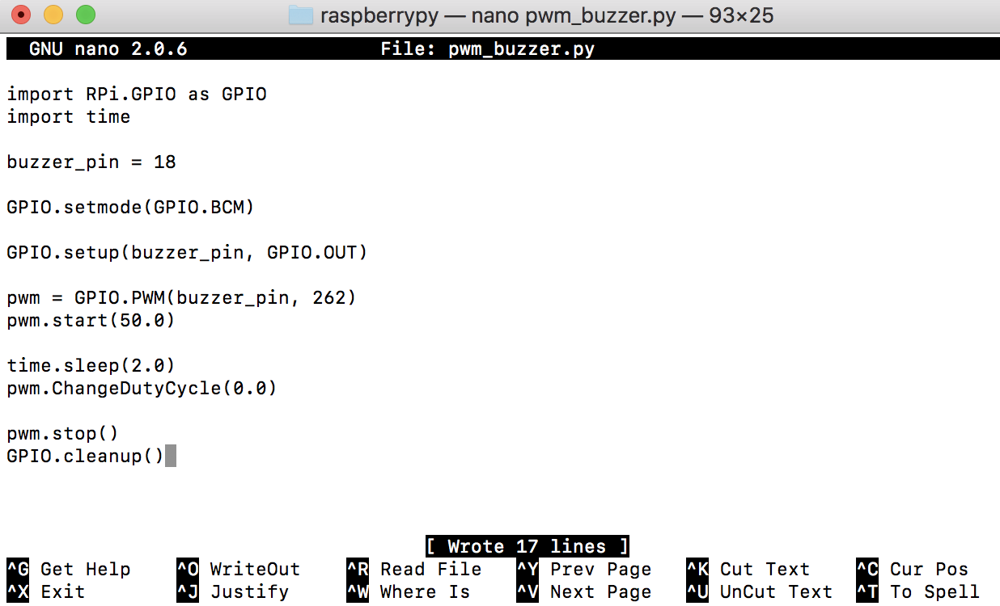 raspberrypy — nano pwm_buzzer.py — 93×25
GNU nano 2.0.6 File: pwm_buzzer.py
import RPi.GPIO as GPIO
import time
buzzer_pin = 18
GPIO.setmode(GPIO.BCM)
GPIO.setup(buzzer_pin, GPIO.OUT)
pwm = GPIO.PWM(buzzer_pin, 262)
pwm.start(50.0)
time.sleep(2.0)
pwm.ChangeDutyCycle(0.0)
pwm.stop()
GPIO.cleanup()
[ Wrote 17 lines ]
^G Get Help ^O WriteOut ^R Read File ^Y Prev Page ^K Cut Text ^C Cur Pos
^X Exit ^J Justify ^W Where Is ^V Next Page ^U UnCut Text ^T To Spell